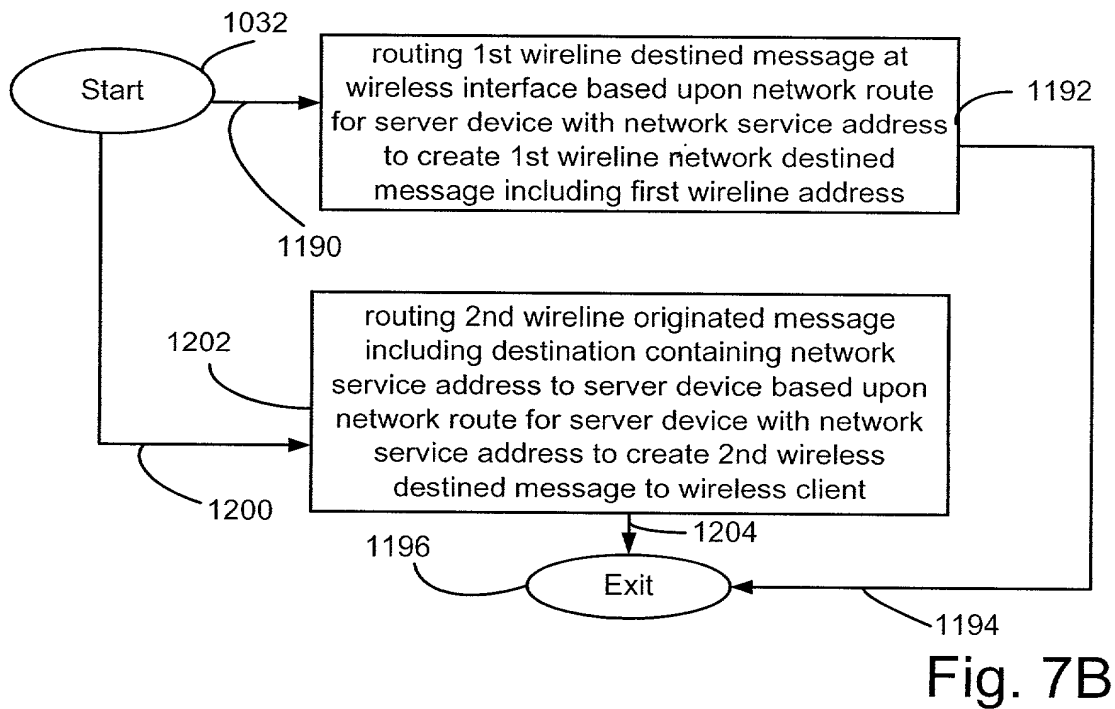 1032
Start
routing 1st wireline destined message at
wireless interface based upon network route
for server device with network service address
to create 1st wireline network destined
message including first wireline address
1192
1190
routing 2nd wireline originated message
including destination containing network
service address to server device based upon
network route for server device with network
service address to create 2nd wireless
destined message to wireless client
1202
1200
1204
1196
Exit
1194
Fig. 7B